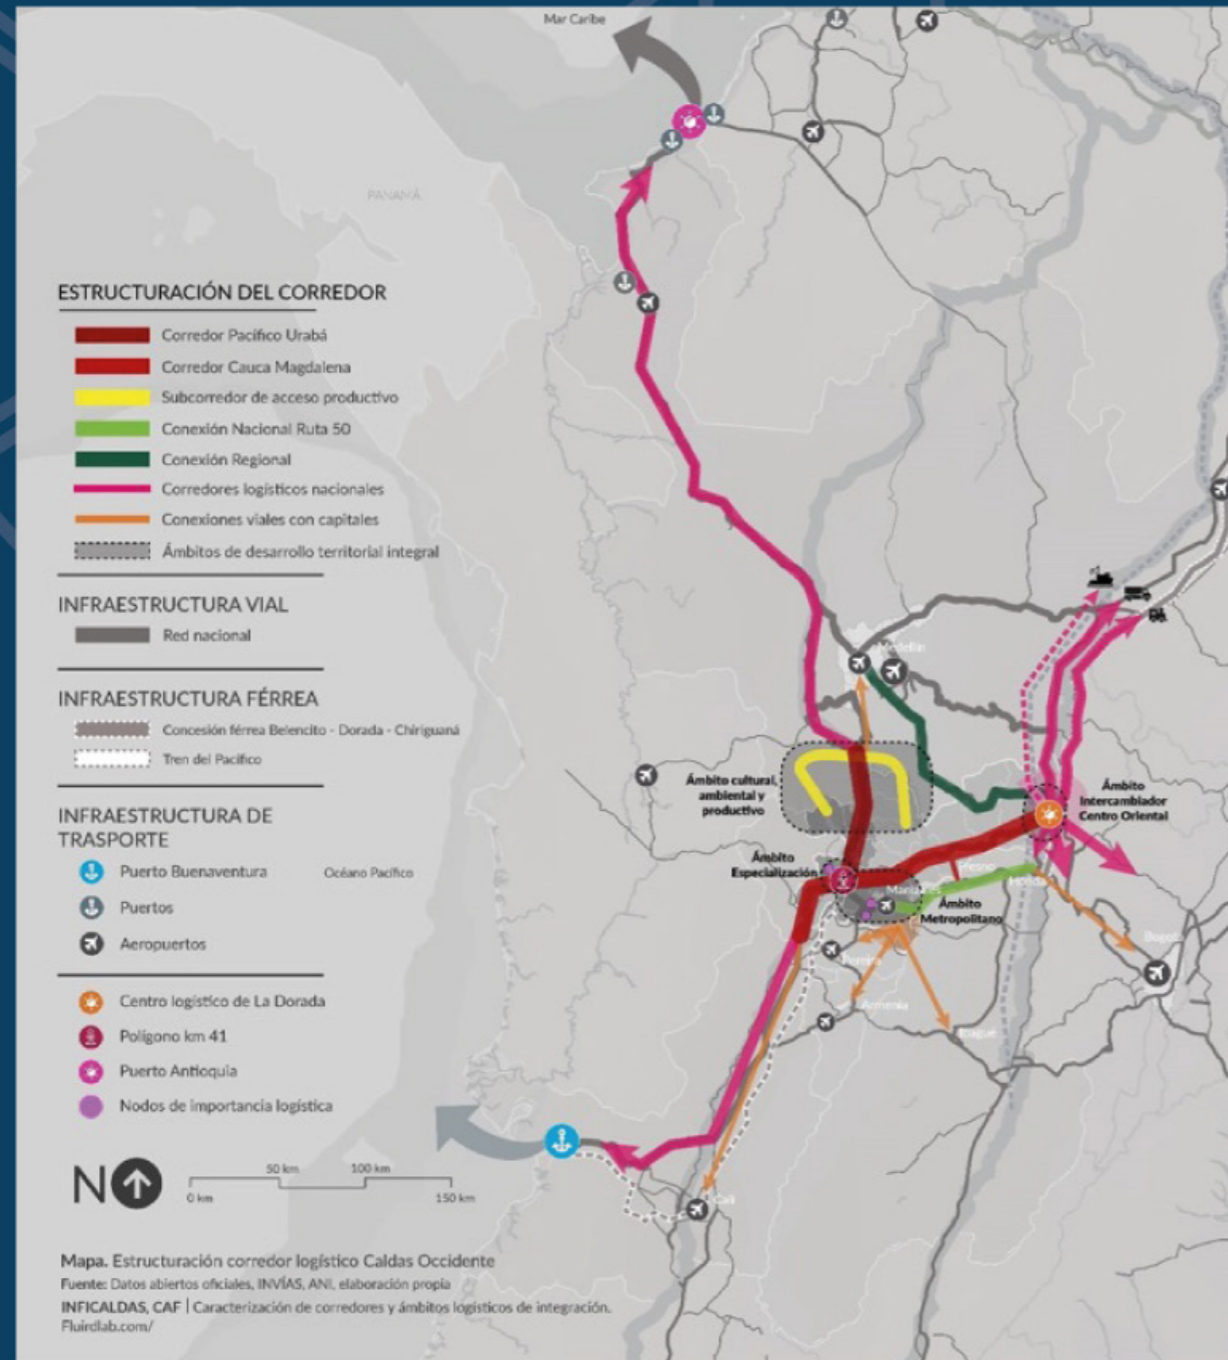 Mar Caribe
PANAMÁ
ESTRUCTURACIÓN DEL CORREDOR
Corredor Pacífico Urabá
Corredor Cauca Magdalena
Subcorredor de acceso productivo
Conexión Nacional Ruta 50
Conexión Regional
Corredores logísticos nacionales
Conexiones viales con capitales
Ámbitos de desarrollo territorial integral
INFRAESTRUCTURA VIAL
Red nacional
INFRAESTRUCTURA FÉRREA
Concesión férrea Belencito - Dorada - Chiriguaná
Tren del Pacífico
INFRAESTRUCTURA DE
TRASPORTE
Puerto Buenaventura
Océano Pacífico
Puertos
Aeropuertos
Centro logístico de La Dorada
Polígono km 41
Puerto Antioquia
Nodos de importancia logística
Medellín
Ámbito cultural,
ambiental y
productivo
Ámbito
Intercambiador
Centro Oriental
Ámbito
Especialización
Fresno
Honda
Manizales
Ámbito
Metropolitano
Bogotá
Pereira
Armenia
Ibagué
Cali
N
50 km
100 km
0 km
150 km
Mapa. Estructuración corredor logístico Caldas Occidente
Fuente: Datos abiertos oficiales, INVÍAS, ANI, elaboración propia
INFICALDAS, CAF | Caracterización de corredores y ámbitos logísticos de integración.
Fluirdlab.com/